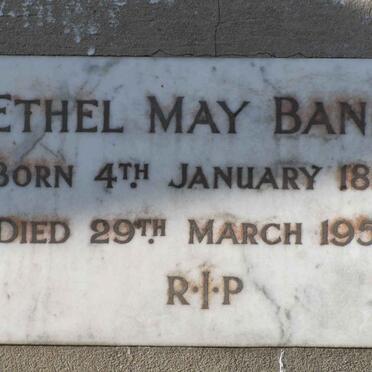 ETHEL MAY BAN
BORN 4TH. JANUARY 18
DIED 29TH. MARCH 195
R·I·P